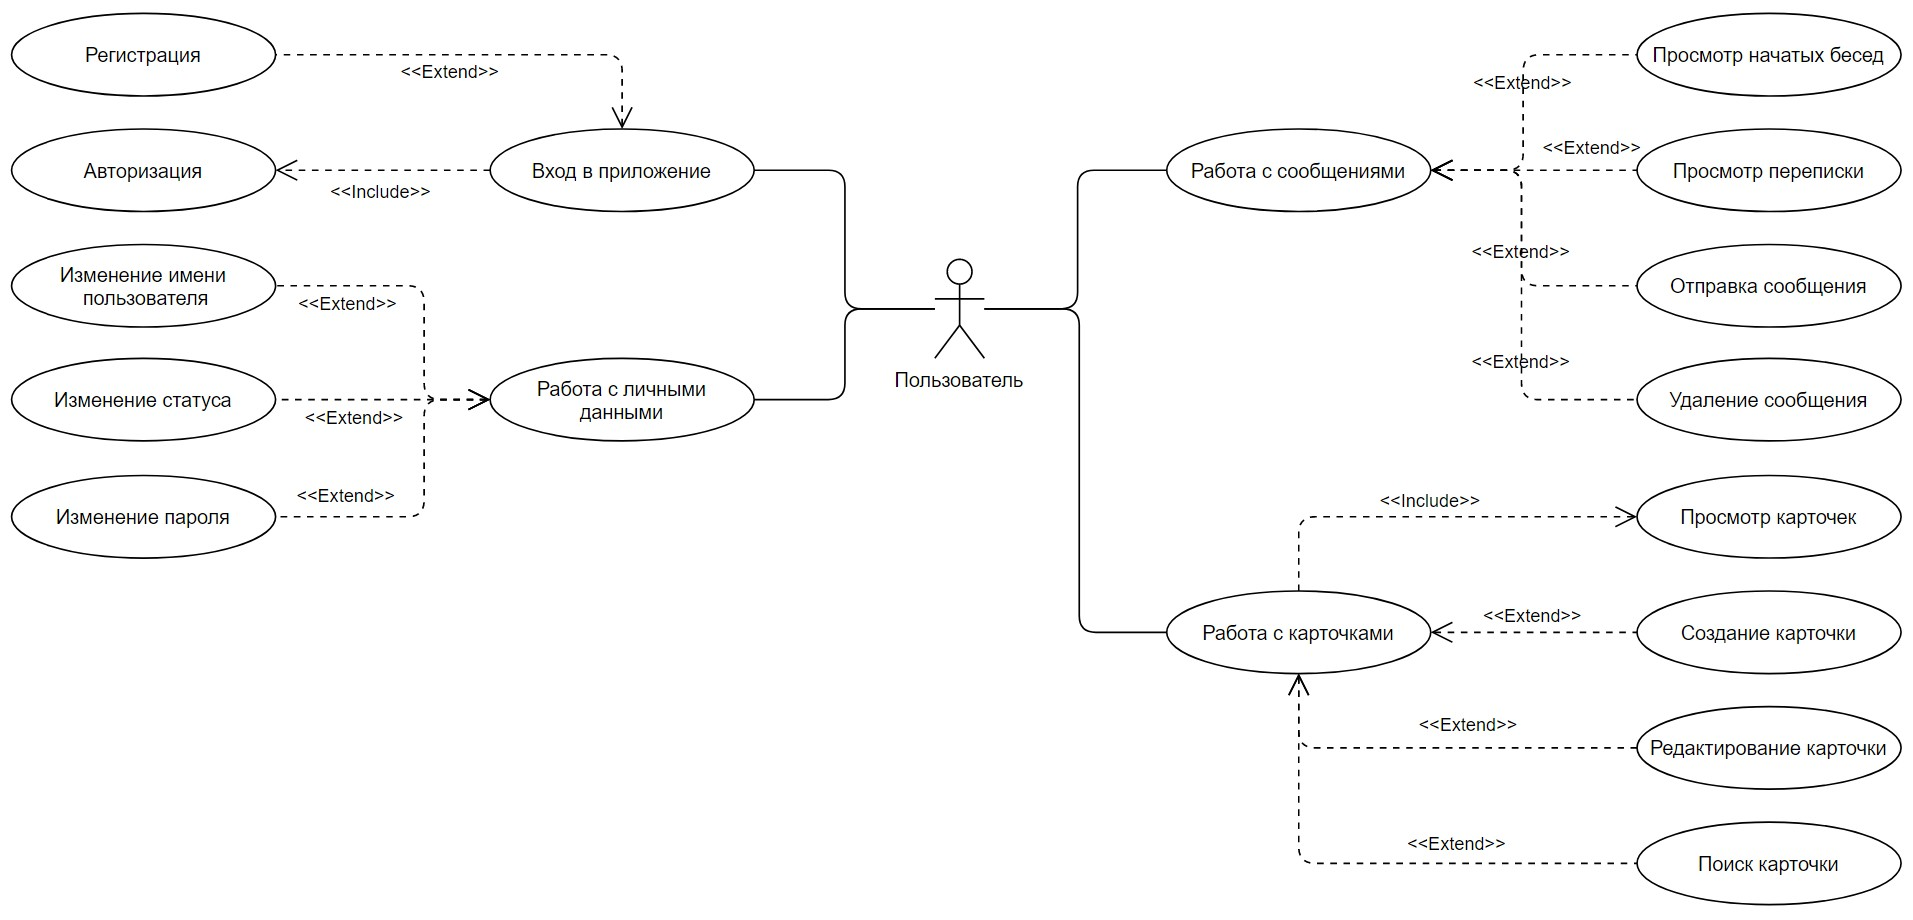 Регистрация
<<Extend>>
Авторизация
<<Include>>
Вход в приложение
Изменение имени
пользователя
<<Extend>>
Изменение статуса
<<Extend>>
Работа с личными
данными
Изменение пароля
<<Extend>>
Пользователь
Работа с сообщениями
<<Extend>>
Просмотр начатых бесед
<<Extend>>
Просмотр переписки
<<Extend>>
Отправка сообщения
<<Extend>>
Удаление сообщения
<<Include>>
Просмотр карточек
Работа с карточками
<<Extend>>
Создание карточки
<<Extend>>
Редактирование карточки
<<Extend>>
Поиск карточки